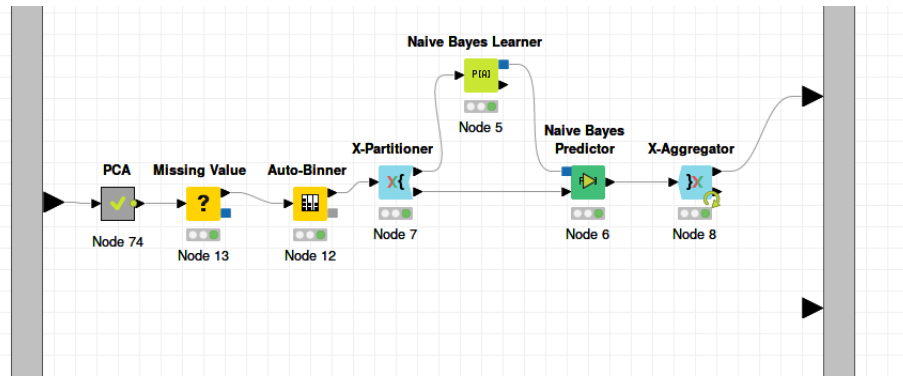 Naive Bayes Learner
P[A]
Node 5
Naive Bayes
Predictor
X-Partitioner
X-Aggregator
PCA
Missing Value
Auto-Binner
?
X{
}X
Node 74
Node 13
Node 12
Node 7
Node 6
Node 8